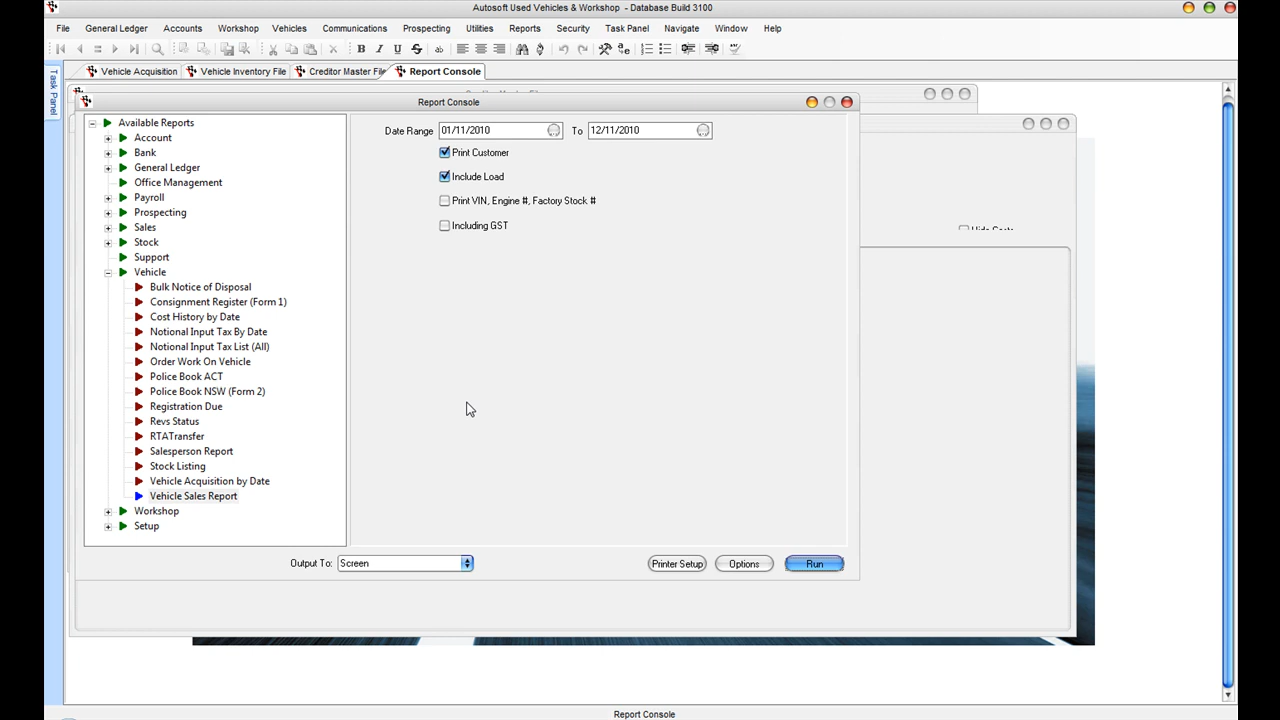 Autosoft Used Vehicles & Workshop - Database Build 3100
File General Ledger Accounts Workshop Vehicles Communications Prospecting Utilities Reports Security Task Panel Navigate Window Help
Vehicle Acquisition Vehicle Inventory File Creditor Master File Report Console
Task Panel
Report Console
Available Reports
Account
Bank
General Ledger
Office Management
Payroll
Prospecting
Sales
Stock
Support
Vehicle
Bulk Notice of Disposal
Consignment Register (Form 1)
Cost History by Date
Notional Input Tax By Date
Notional Input Tax List (All)
Order Work On Vehicle
Police Book ACT
Police Book NSW (Form 2)
Registration Due
Revs Status
RTATransfer
Salesperson Report
Stock Listing
Vehicle Acquisition by Date
Vehicle Sales Report
Workshop
Setup
Date Range 01/11/2010 To 12/11/2010
Print Customer
Include Load
Print VIN, Engine #, Factory Stock #
Including GST
Output To: Screen Printer Setup Options Run
Report Console